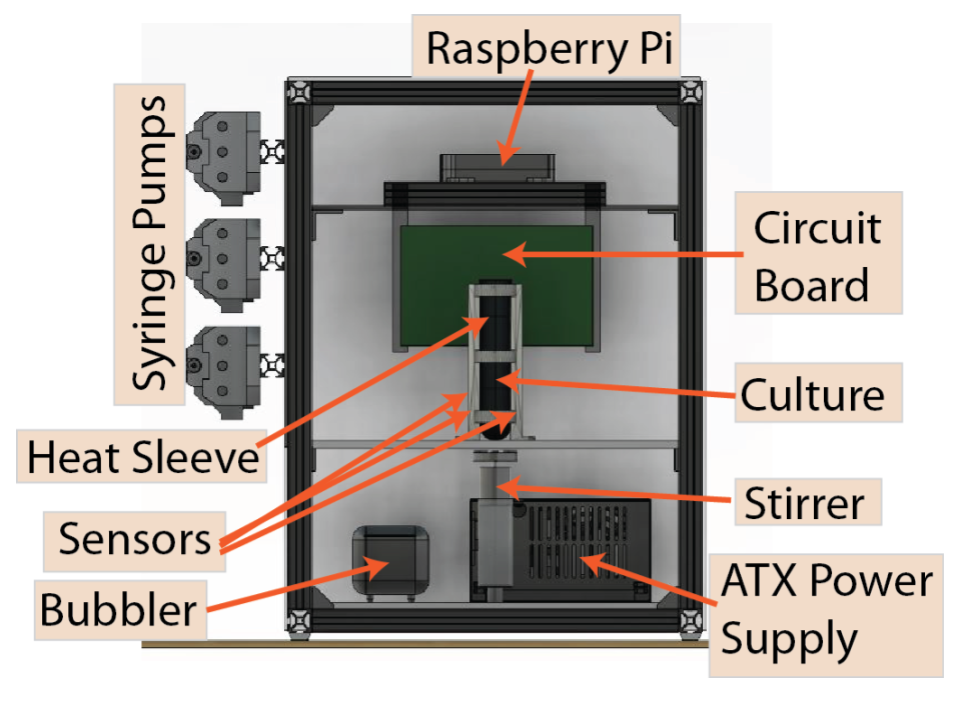 Raspberry Pi
Syringe Pumps
Circuit
Board
Culture
Heat Sleeve
Stirrer
Sensors
ATX Power
Supply
Bubbler